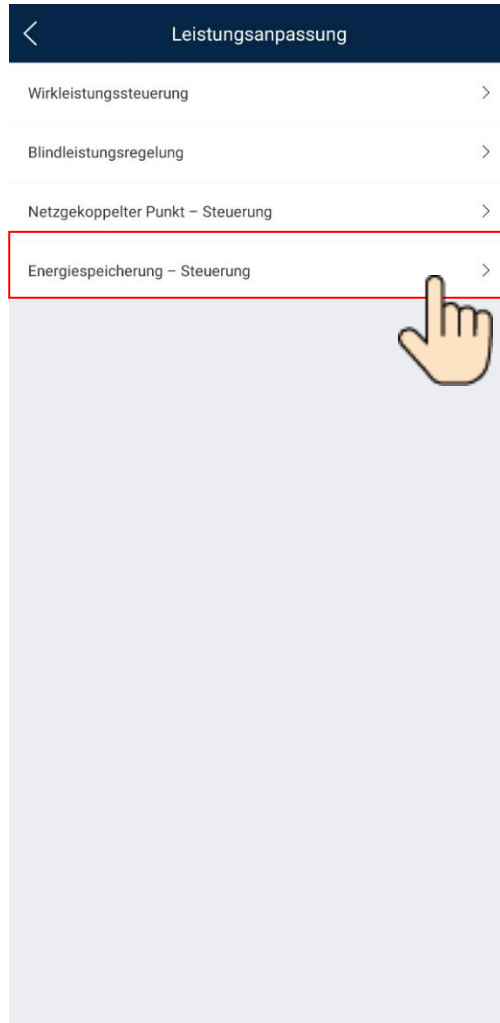 Leistungsanpassung
Wirkleistungssteuerung
Blindleistungsregelung
Netzgekoppelter Punkt – Steuerung
Energiespeicherung – Steuerung